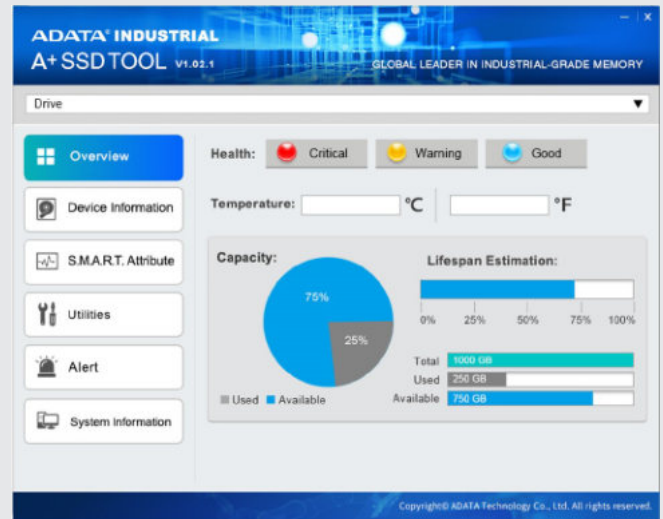 — | X
ADATA® INDUSTRIAL
A+ SSD TOOL V1.02.1
GLOBAL LEADER IN INDUSTRIAL-GRADE MEMORY
Drive
Overview
Device Information
S.M.A.R.T. Attribute
Utilities
Alert
System Information
Health: Critical Warning Good
Temperature: °C °F
Capacity:
75%
25%
Used Available
Lifespan Estimation:
0% 25% 50% 75% 100%
Total 1000 GB
Used 250 GB
Available 750 GB
Copyright© ADATA Technology Co., Ltd. All rights reserved.